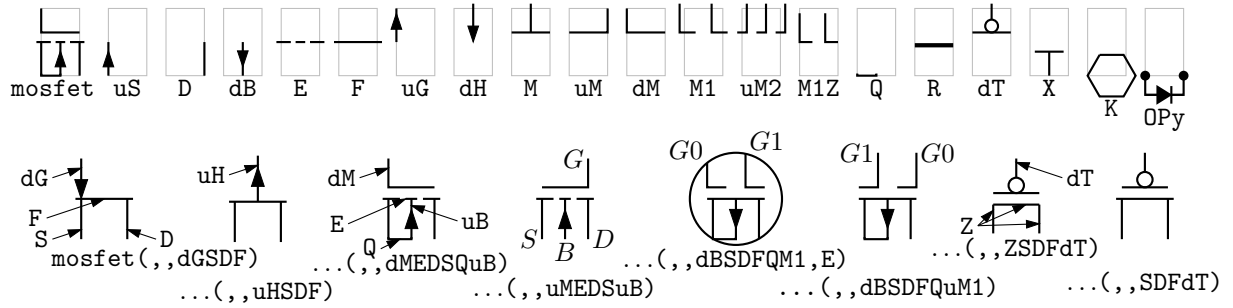 mosfet uS D dB E F uG dH M uM dM M1 uM2 M1Z Q R dT X K OPy
dG F S D
mosfet(,,dGSDF)
uH
...(,,uHSDF)
dM E Q uB
...(,,dMEDSQuB)
G S B D
...(,,uMEDSuB)
G0 G1
...(,,dBSDFQM1,E)
G1 G0
...(,,dBSDFQuM1)
dT Z
...(,,ZSDFdT)
...(,,SDFdT)